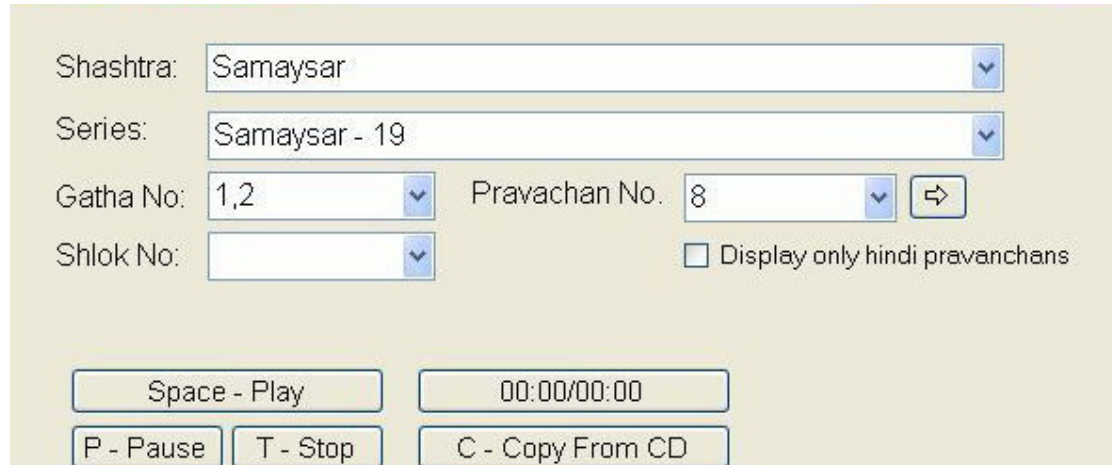 Shashtra: Samaysar
Series: Samaysar - 19
Gatha No: 1,2 Pravachan No. 8
Shlok No: Display only hindi pravanchans
Space - Play 00:00/00:00
P - Pause T - Stop C - Copy From CD